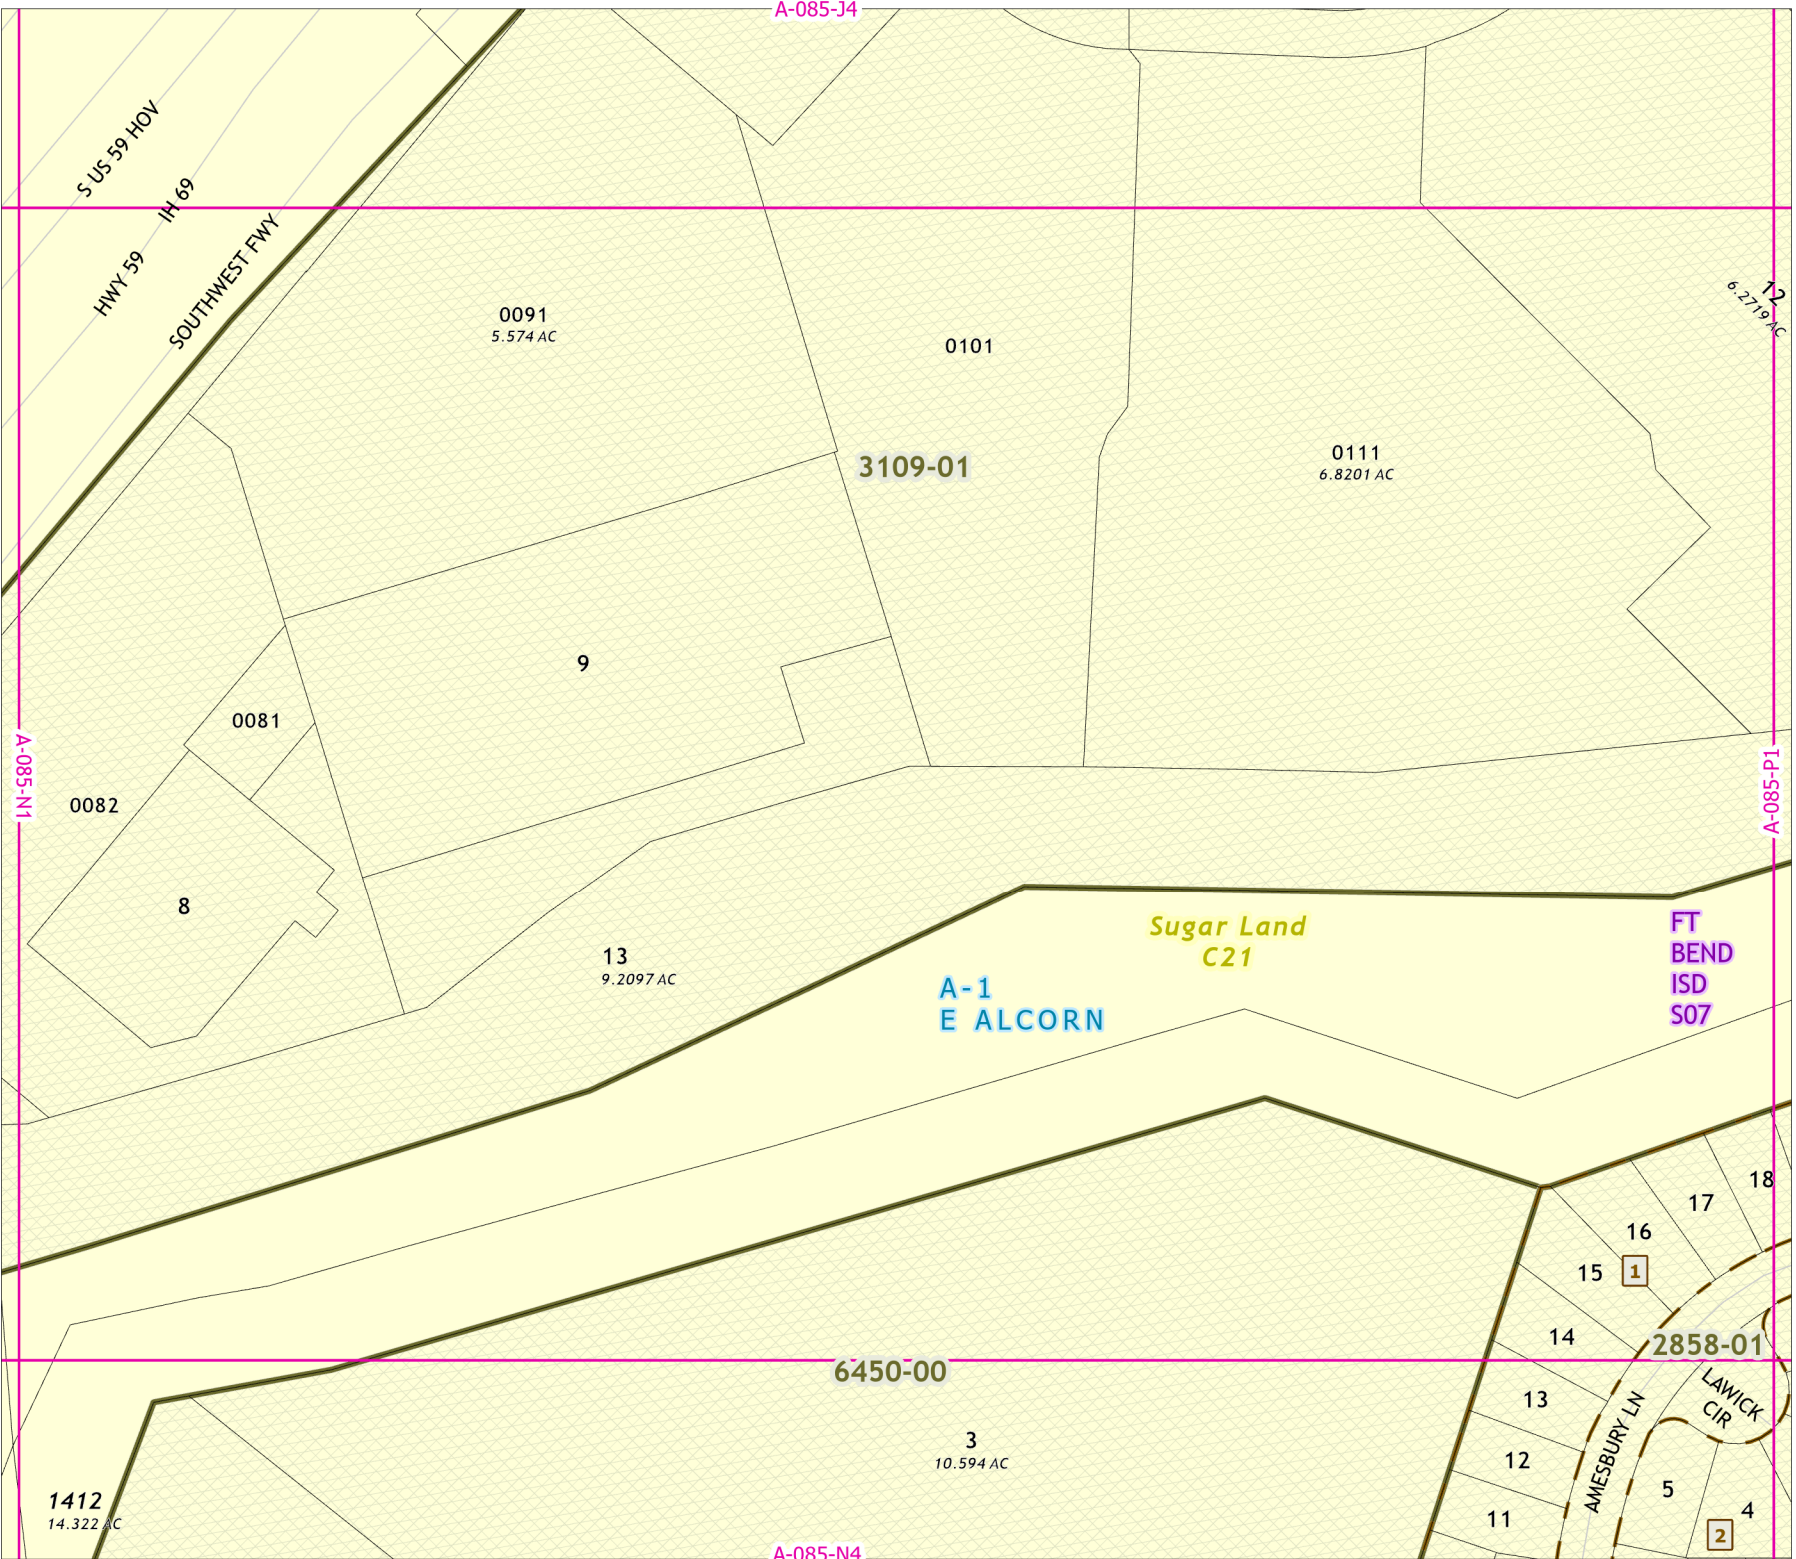 A-085-J4
S US 59 HOV
IH 69
HWY 59
SOUTHWEST FWY
12
6.2719 AC
0091
5.574 AC
0101
3109-01
0111
6.8201 AC
9
0081
A-085-N1
A-085-P1
0082
8
13
9.2097 AC
Sugar Land
C21
FT
BEND
ISD
S07
A-1
E ALCORN
18
17
16
15
1
14
2858-01
6450-00
LAWICK
CIR
13
AMESBURY LN
3
10.594 AC
12
5
1412
14.322 AC
11
4
2
A-085-N4